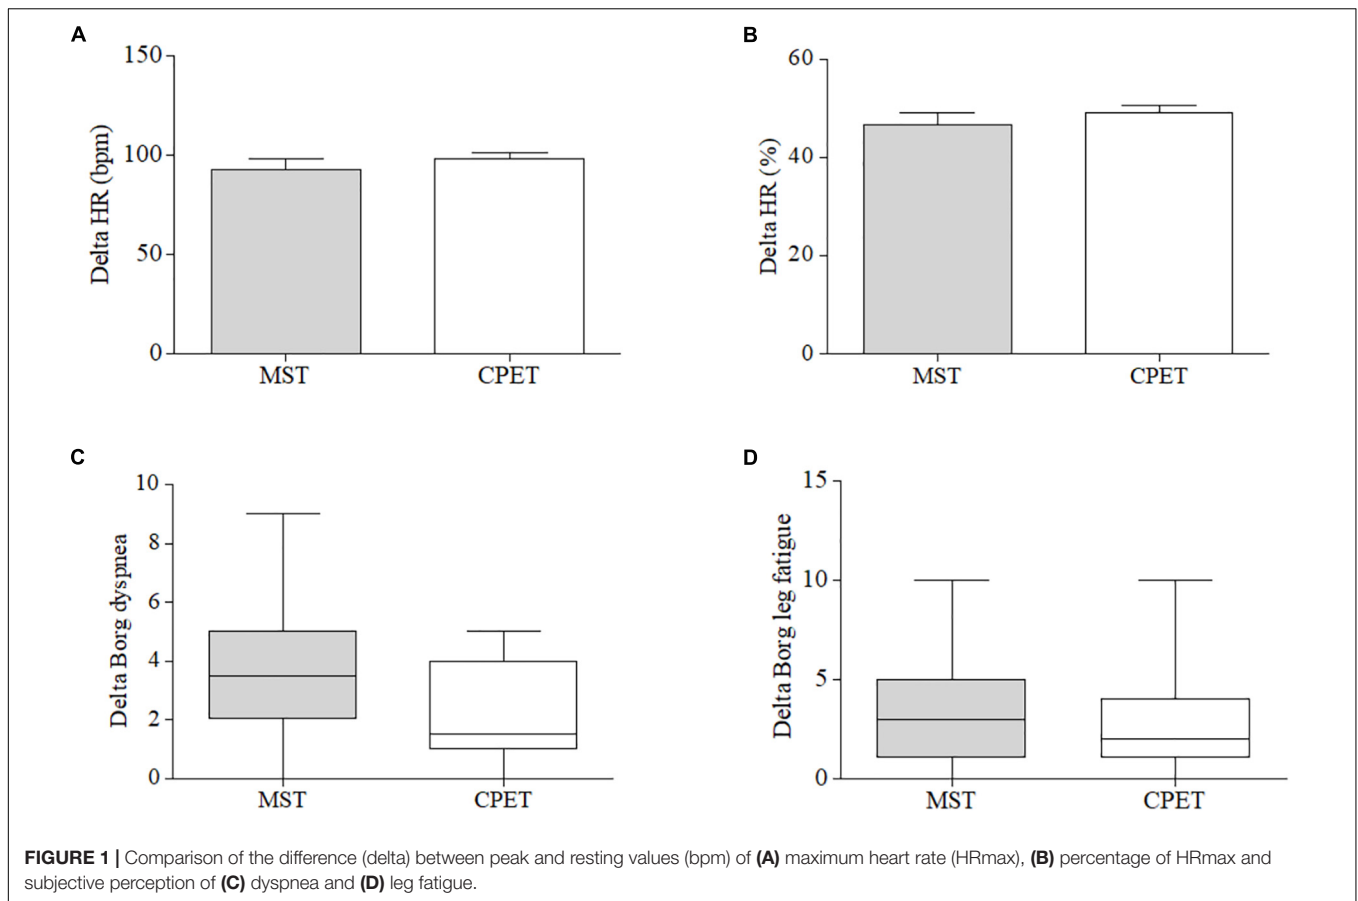 A
150
100
50
0
Delta HR (bpm)
MST CPET
B
60
40
20
0
Delta HR (%)
MST CPET
C
10
8
6
4
2
0
Delta Borg dyspnea
MST CPET
D
15
10
5
0
Delta Borg leg fatigue
MST CPET
FIGURE 1 | Comparison of the difference (delta) between peak and resting values (bpm) of (A) maximum heart rate (HRmax), (B) percentage of HRmax and
subjective perception of (C) dyspnea and (D) leg fatigue.